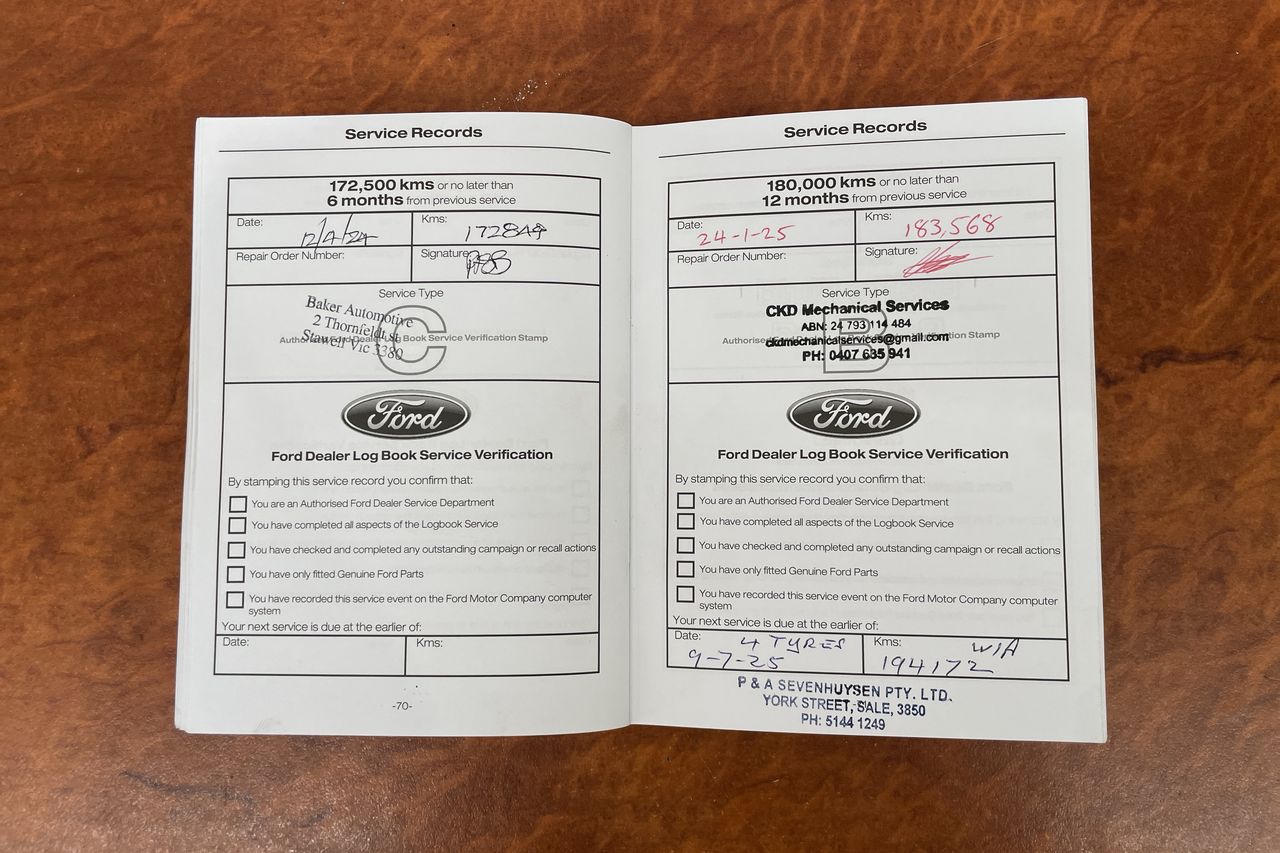 Service Records
172,500 kms or no later than
6 months from previous service
Date: 12/4/24
Kms:
Repair Order Number:
Signature:
Service Type
C
Baker Automotive
2 Thornfeldt st
Stawell Vic 3380
Authorised Ford Dealer Log Book Service Verification Stamp
Ford
Ford Dealer Log Book Service Verification
By stamping this service record you confirm that:
You are an Authorised Ford Dealer Service Department
You have completed all aspects of the Logbook Service
You have checked and completed any outstanding campaign or recall actions
You have only fitted Genuine Ford Parts
You have recorded this service event on the Ford Motor Company computer
system
Your next service is due at the earlier of:
Date:
Kms:
-70-
Service Records
180,000 kms or no later than
12 months from previous service
Date: 24-1-25
Kms: 183,568
Repair Order Number:
Signature:
Service Type
B
CKD Mechanical Services
ABN: 24 793 114 484
ckdmechanicalservices@gmail.com
PH: 0407 635 941
Authorised Verification Stamp
Ford
Ford Dealer Log Book Service Verification
By stamping this service record you confirm that:
You are an Authorised Ford Dealer Service Department
You have completed all aspects of the Logbook Service
You have checked and completed any outstanding campaign or recall actions
You have only fitted Genuine Ford Parts
You have recorded this service event on the Ford Motor Company computer
system
Your next service is due at the earlier of:
Date: 4 TYRES
9-7-25
Kms: W/A
194172
P & A SEVENHUYSEN PTY. LTD.
YORK STREET, SALE, 3850
PH: 5144 1249